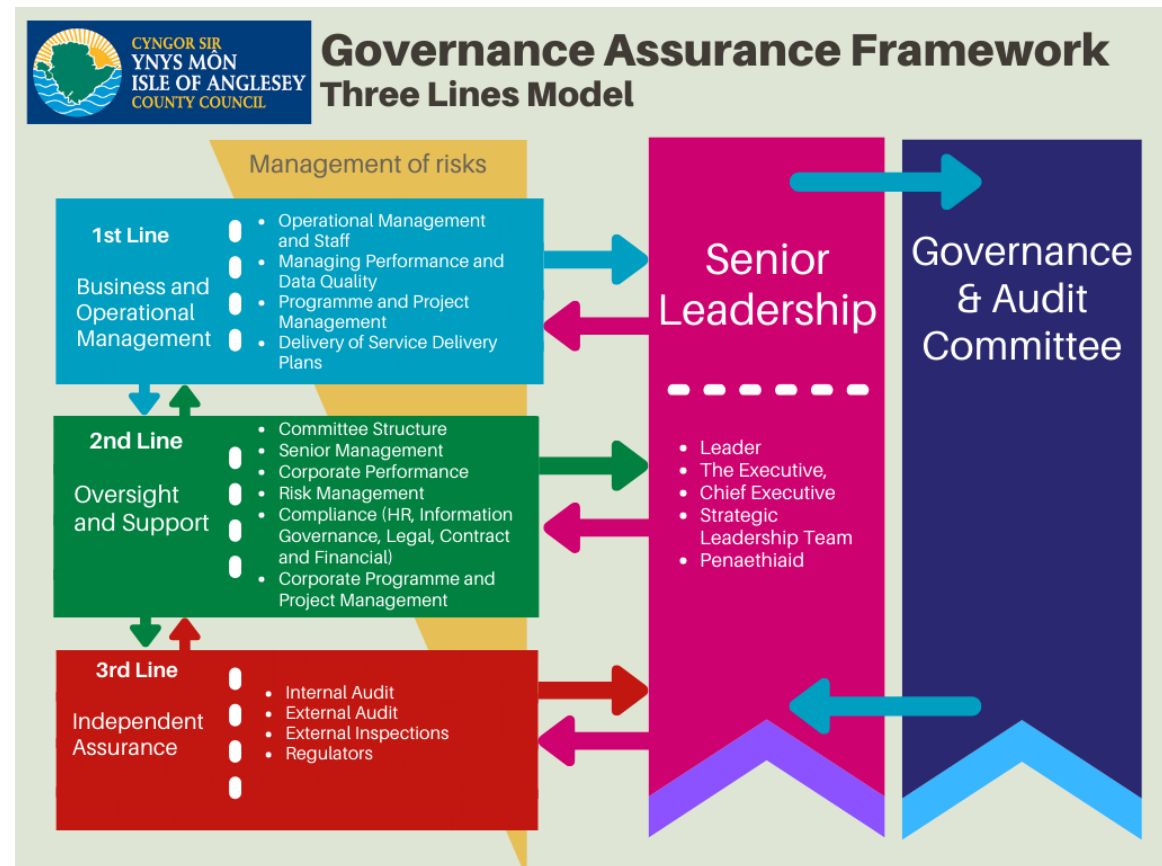 CYNGOR SIR
YNYS MÔN
ISLE OF ANGLESEY
COUNTY COUNCIL
Governance Assurance Framework
Three Lines Model
Management of risks
1st Line
Business and
Operational
Management
• Operational Management
and Staff
• Managing Performance and
Data Quality
• Programme and Project
Management
• Delivery of Service Delivery
Plans
2nd Line
Oversight
and Support
• Committee Structure
• Senior Management
• Corporate Performance
• Risk Management
• Compliance (HR, Information
Governance, Legal, Contract
and Financial)
• Corporate Programme and
Project Management
3rd Line
Independent
Assurance
• Internal Audit
• External Audit
• External Inspections
• Regulators
Senior
Leadership
• Leader
• The Executive,
• Chief Executive
• Strategic
Leadership Team
• Penaethiaid
Governance
& Audit
Committee